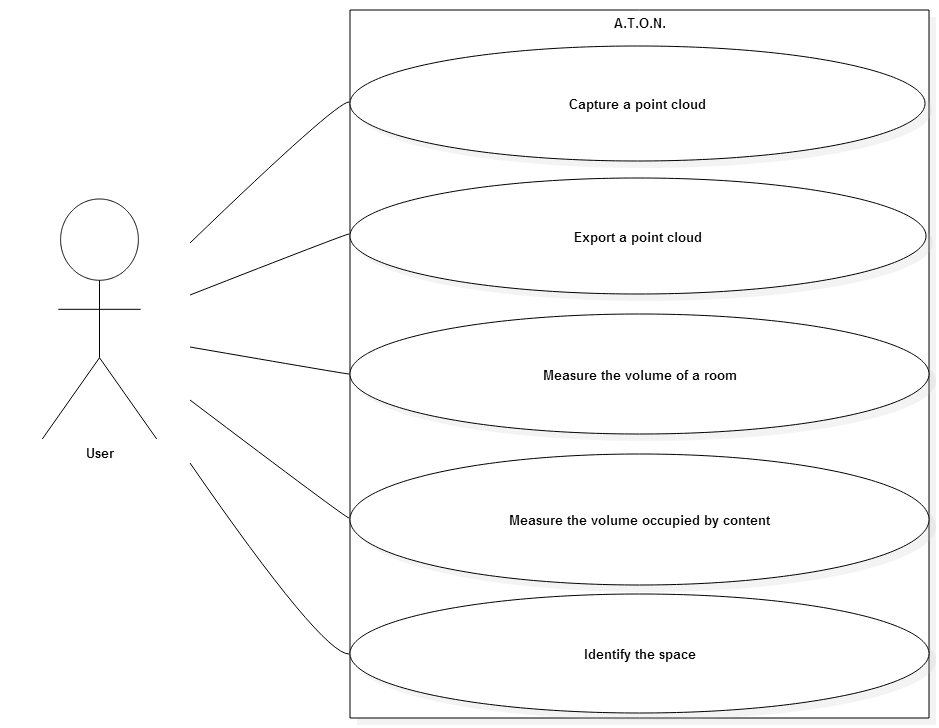 A.T.O.N.
Capture a point cloud
Export a point cloud
Measure the volume of a room
User
Measure the volume occupied by content
Identify the space